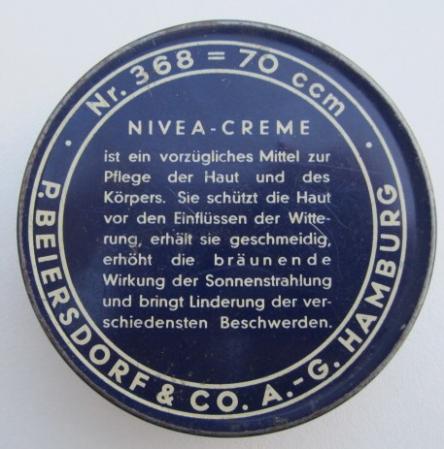 Nr. 368 = 70 ccm
NIVEA-CREME
ist ein vorzügliches Mittel zur
Pflege der Haut und des
Körpers. Sie schützt die Haut
vor den Einflüssen der Witte-
rung, erhält sie geschmeidig,
erhöht die bräunende
Wirkung der Sonnenstrahlung
und bringt Linderung der ver-
schiedensten Beschwerden.
P. BEIERSDORF & CO. A.-G. HAMBURG